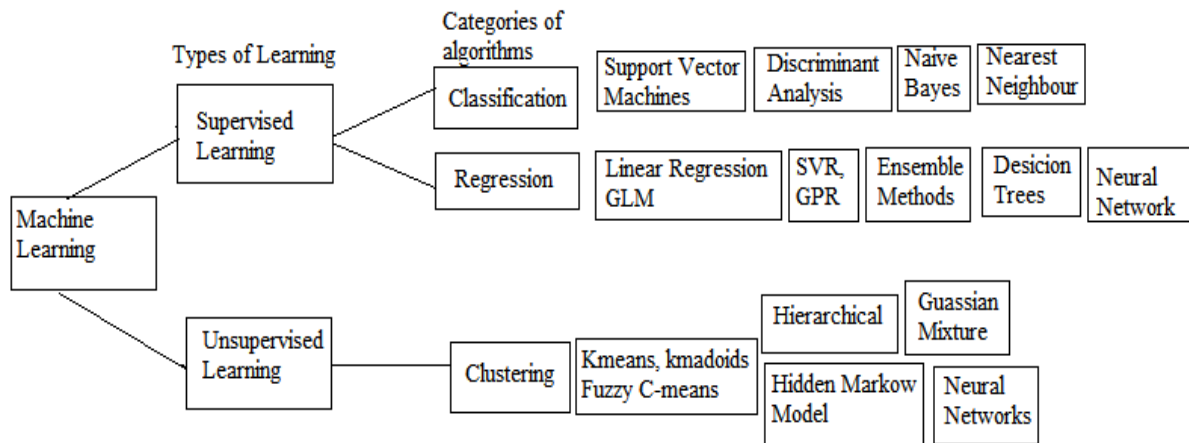 Types of Learning
Categories of
algorithms
Machine
Learning
Supervised
Learning
Classification
Support Vector
Machines
Discriminant
Analysis
Naive
Bayes
Nearest
Neighbour
Regression
Linear Regression
GLM
SVR,
GPR
Ensemble
Methods
Desicion
Trees
Neural
Network
Unsupervised
Learning
Clustering
Kmeans, kmadoids
Fuzzy C-means
Hierarchical
Guassian
Mixture
Hidden Markow
Model
Neural
Networks